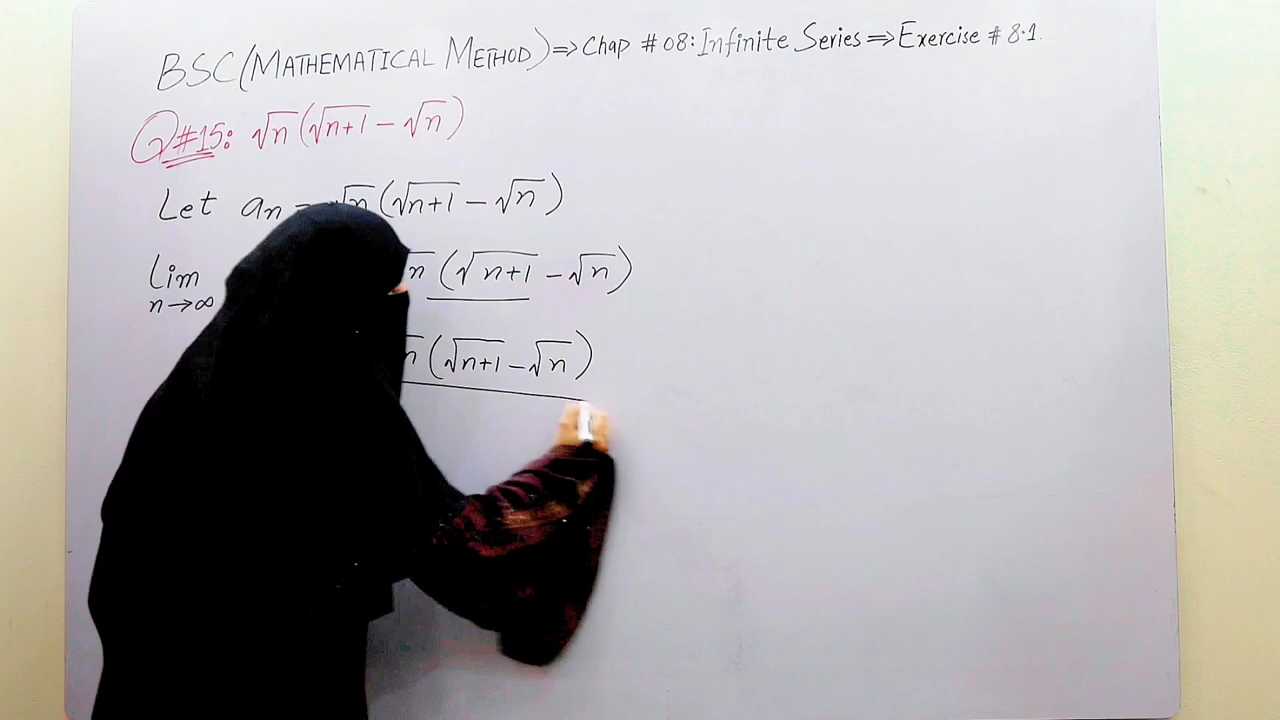 BSC(MATHEMATICAL METHOD)⇒Chap # 08: Infinite Series⇒Exercise # 8.1.
Q#15: √n(√n+1 − √n)
Let an = √n(√n+1 − √n)
lim n→∞ n(√n+1 − √n)
n(√n+1 − √n)